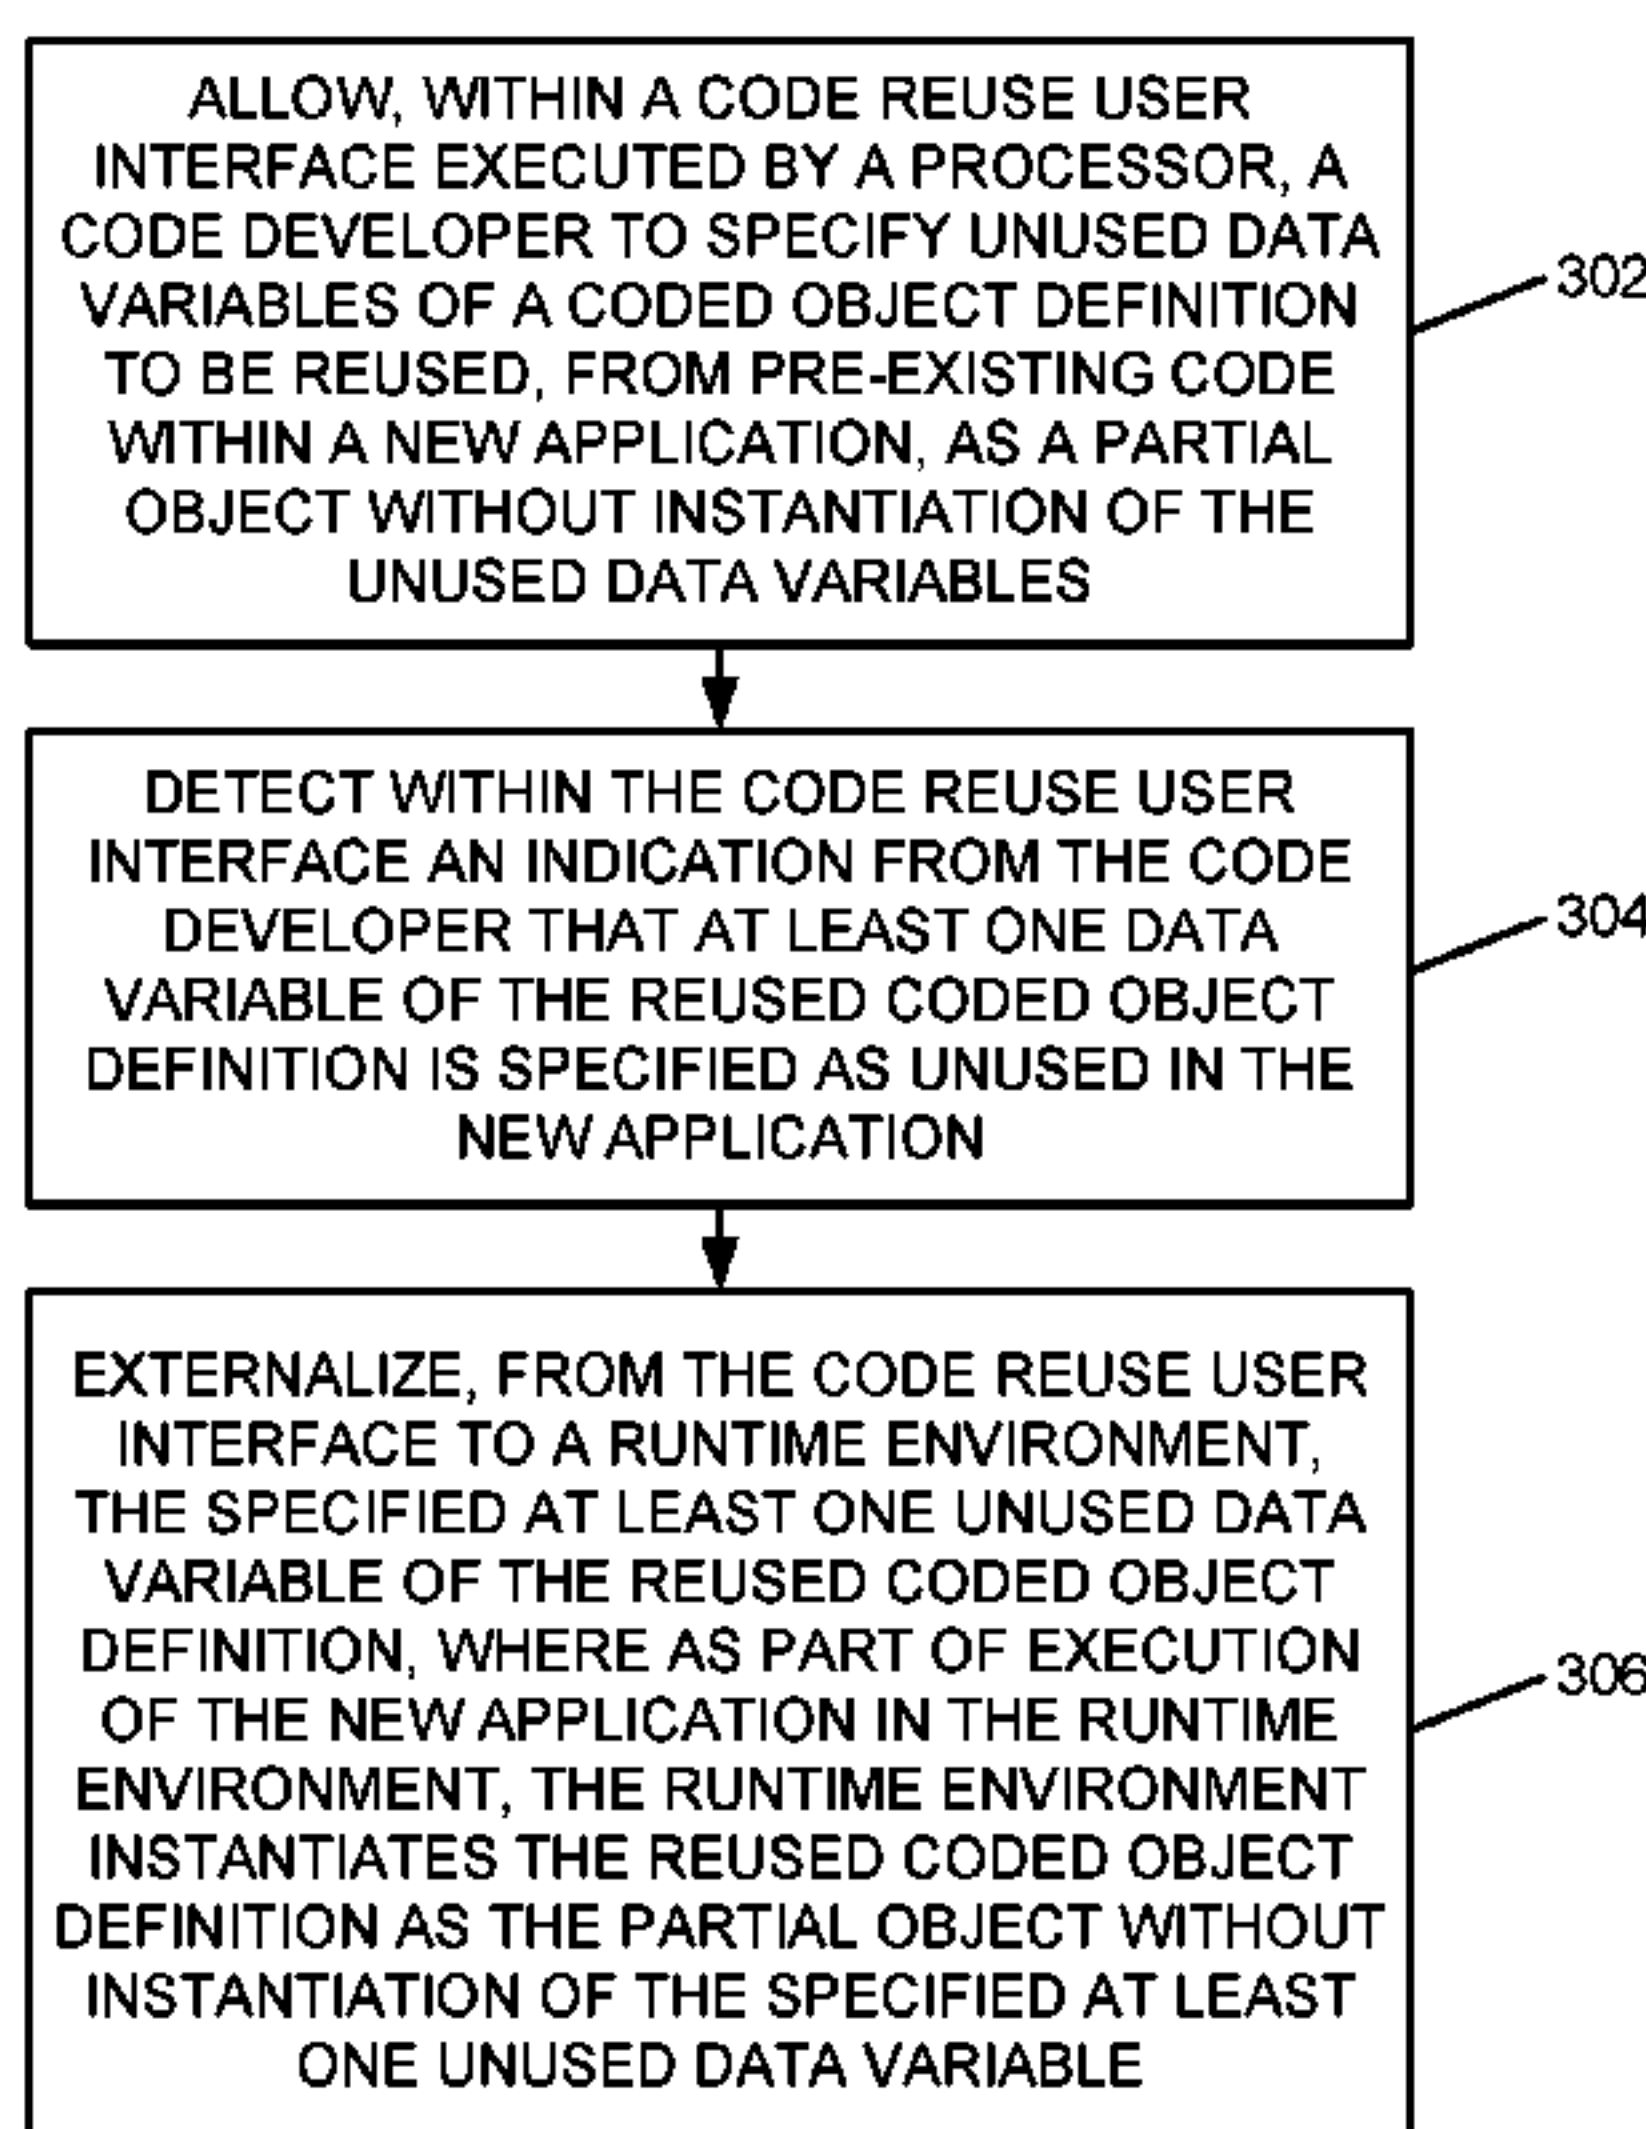 ALLOW, WITHIN A CODE REUSE USER
INTERFACE EXECUTED BY A PROCESSOR, A
CODE DEVELOPER TO SPECIFY UNUSED DATA
VARIABLES OF A CODED OBJECT DEFINITION
TO BE REUSED, FROM PRE-EXISTING CODE
WITHIN A NEW APPLICATION, AS A PARTIAL
OBJECT WITHOUT INSTANTIATION OF THE
UNUSED DATA VARIABLES
302
DETECT WITHIN THE CODE REUSE USER
INTERFACE AN INDICATION FROM THE CODE
DEVELOPER THAT AT LEAST ONE DATA
VARIABLE OF THE REUSED CODED OBJECT
DEFINITION IS SPECIFIED AS UNUSED IN THE
NEW APPLICATION
304
EXTERNALIZE, FROM THE CODE REUSE USER
INTERFACE TO A RUNTIME ENVIRONMENT,
THE SPECIFIED AT LEAST ONE UNUSED DATA
VARIABLE OF THE REUSED CODED OBJECT
DEFINITION, WHERE AS PART OF EXECUTION
OF THE NEW APPLICATION IN THE RUNTIME
ENVIRONMENT, THE RUNTIME ENVIRONMENT
INSTANTIATES THE REUSED CODED OBJECT
DEFINITION AS THE PARTIAL OBJECT WITHOUT
INSTANTIATION OF THE SPECIFIED AT LEAST
ONE UNUSED DATA VARIABLE
306